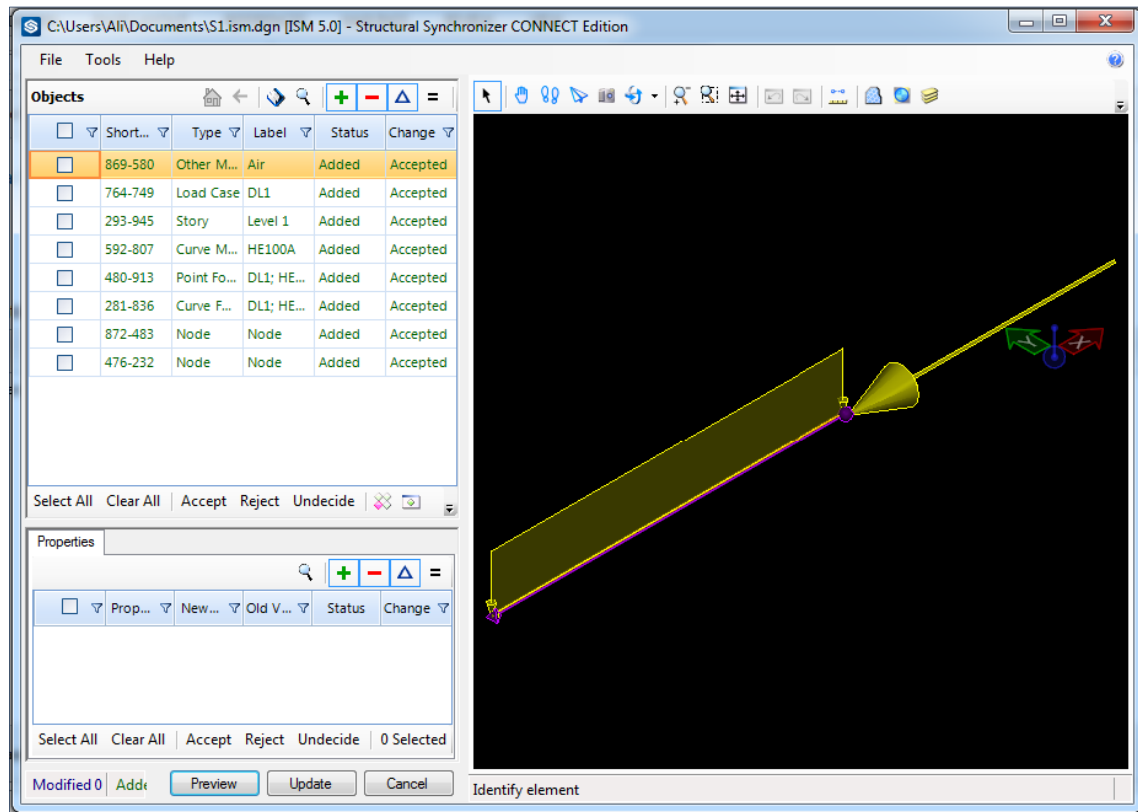 C:\Users\Ali\Documents\S1.ism.dgn [ISM 5.0] - Structural Synchronizer CONNECT Edition
File Tools Help
Objects
Short... Type Label Status Change
869-580 Other M... Air Added Accepted
764-749 Load Case DL1 Added Accepted
293-945 Story Level 1 Added Accepted
592-807 Curve M... HE100A Added Accepted
480-913 Point Fo... DL1; HE... Added Accepted
281-836 Curve F... DL1; HE... Added Accepted
872-483 Node Node Added Accepted
476-232 Node Node Added Accepted
Select All Clear All Accept Reject Undecide
Properties
Prop... New... Old V... Status Change
Select All Clear All Accept Reject Undecide 0 Selected
Modified 0 Adde Preview Update Cancel
Identify element
Y X